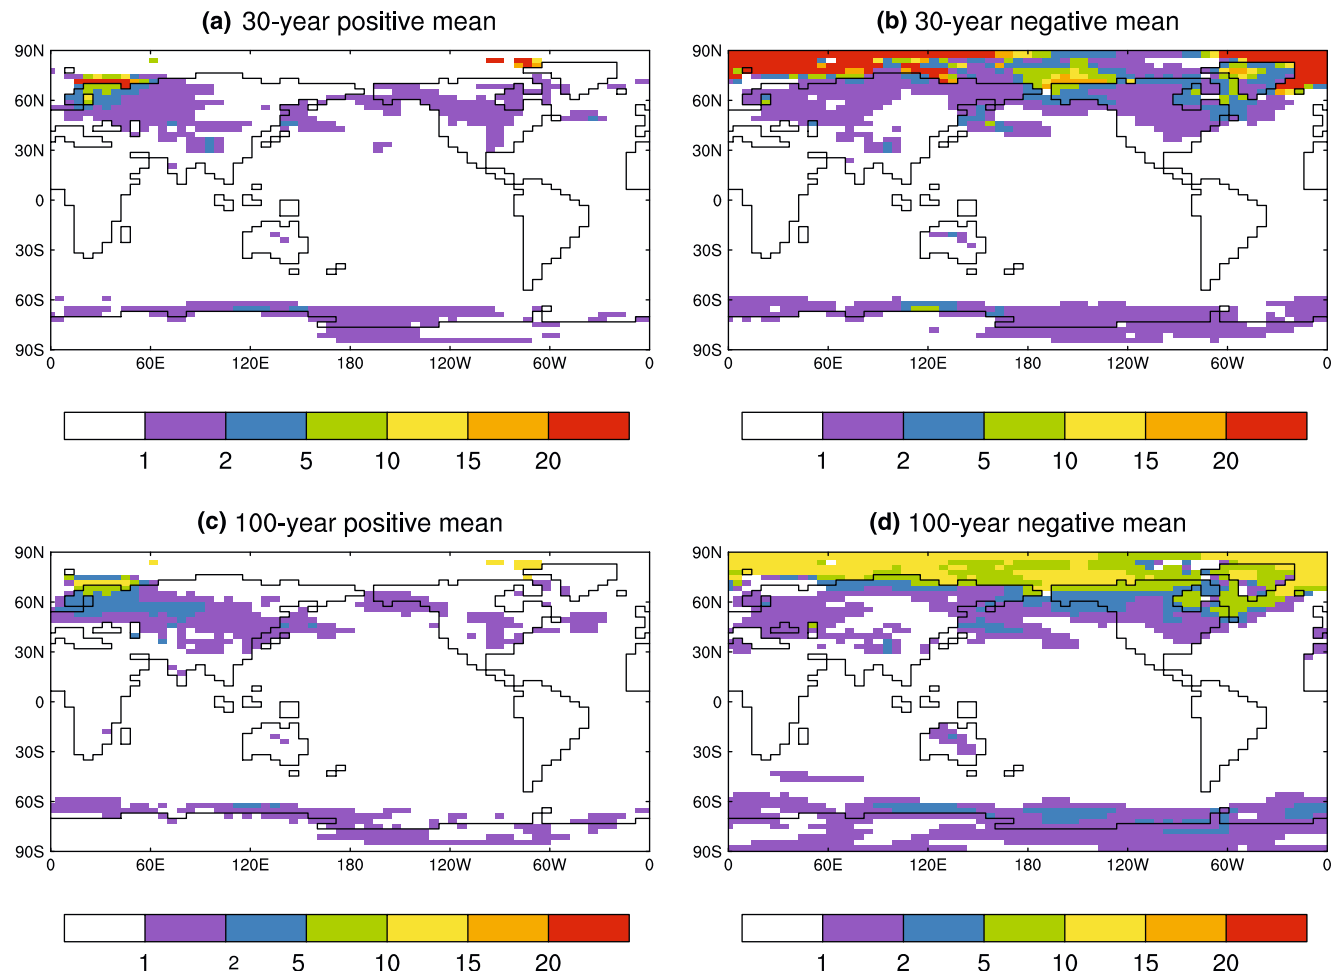 (a) 30-year positive mean
(b) 30-year negative mean
90N
60N
30N
0
30S
60S
90S
0 60E 120E 180 120W 60W 0
90N
60N
30N
0
30S
60S
90S
0 60E 120E 180 120W 60W 0
1 2 5 10 15 20
1 2 5 10 15 20
(c) 100-year positive mean
(d) 100-year negative mean
90N
60N
30N
0
30S
60S
90S
0 60E 120E 180 120W 60W 0
90N
60N
30N
0
30S
60S
90S
0 60E 120E 180 120W 60W 0
1 2 5 10 15 20
1 2 5 10 15 20